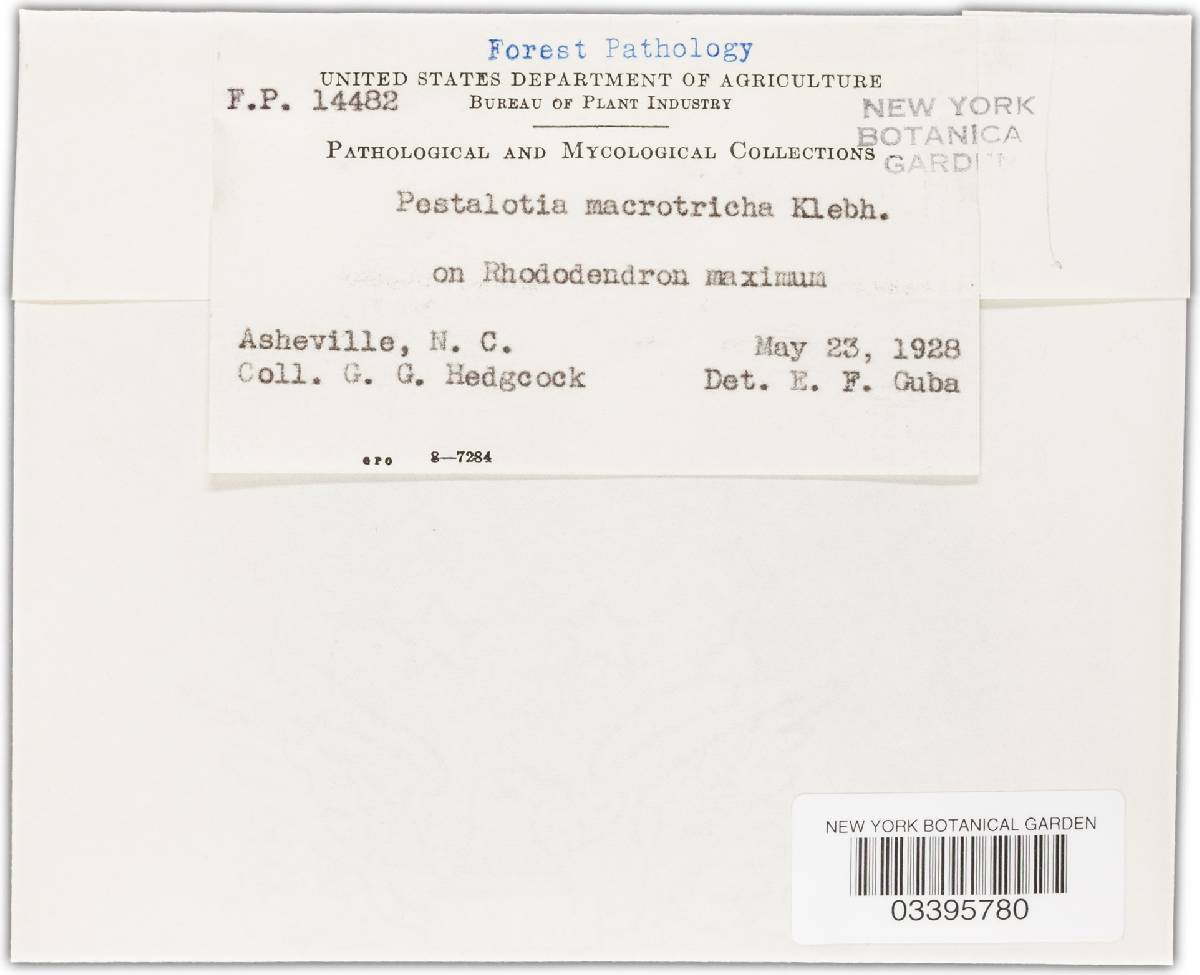 Forest Pathology
UNITED STATES DEPARTMENT OF AGRICULTURE
F.P. 14482 BUREAU OF PLANT INDUSTRY
NEW YORK
BOTANICA
GARDEN
PATHOLOGICAL AND MYCOLOGICAL COLLECTIONS
Pestalotia macrotricha Klebh.
on Rhododendron maximum
Asheville, N. C. May 23, 1928
Coll. G. G. Hedgcock Det. E. F. Guba
GPO 8—7284
NEW YORK BOTANICAL GARDEN
03395780